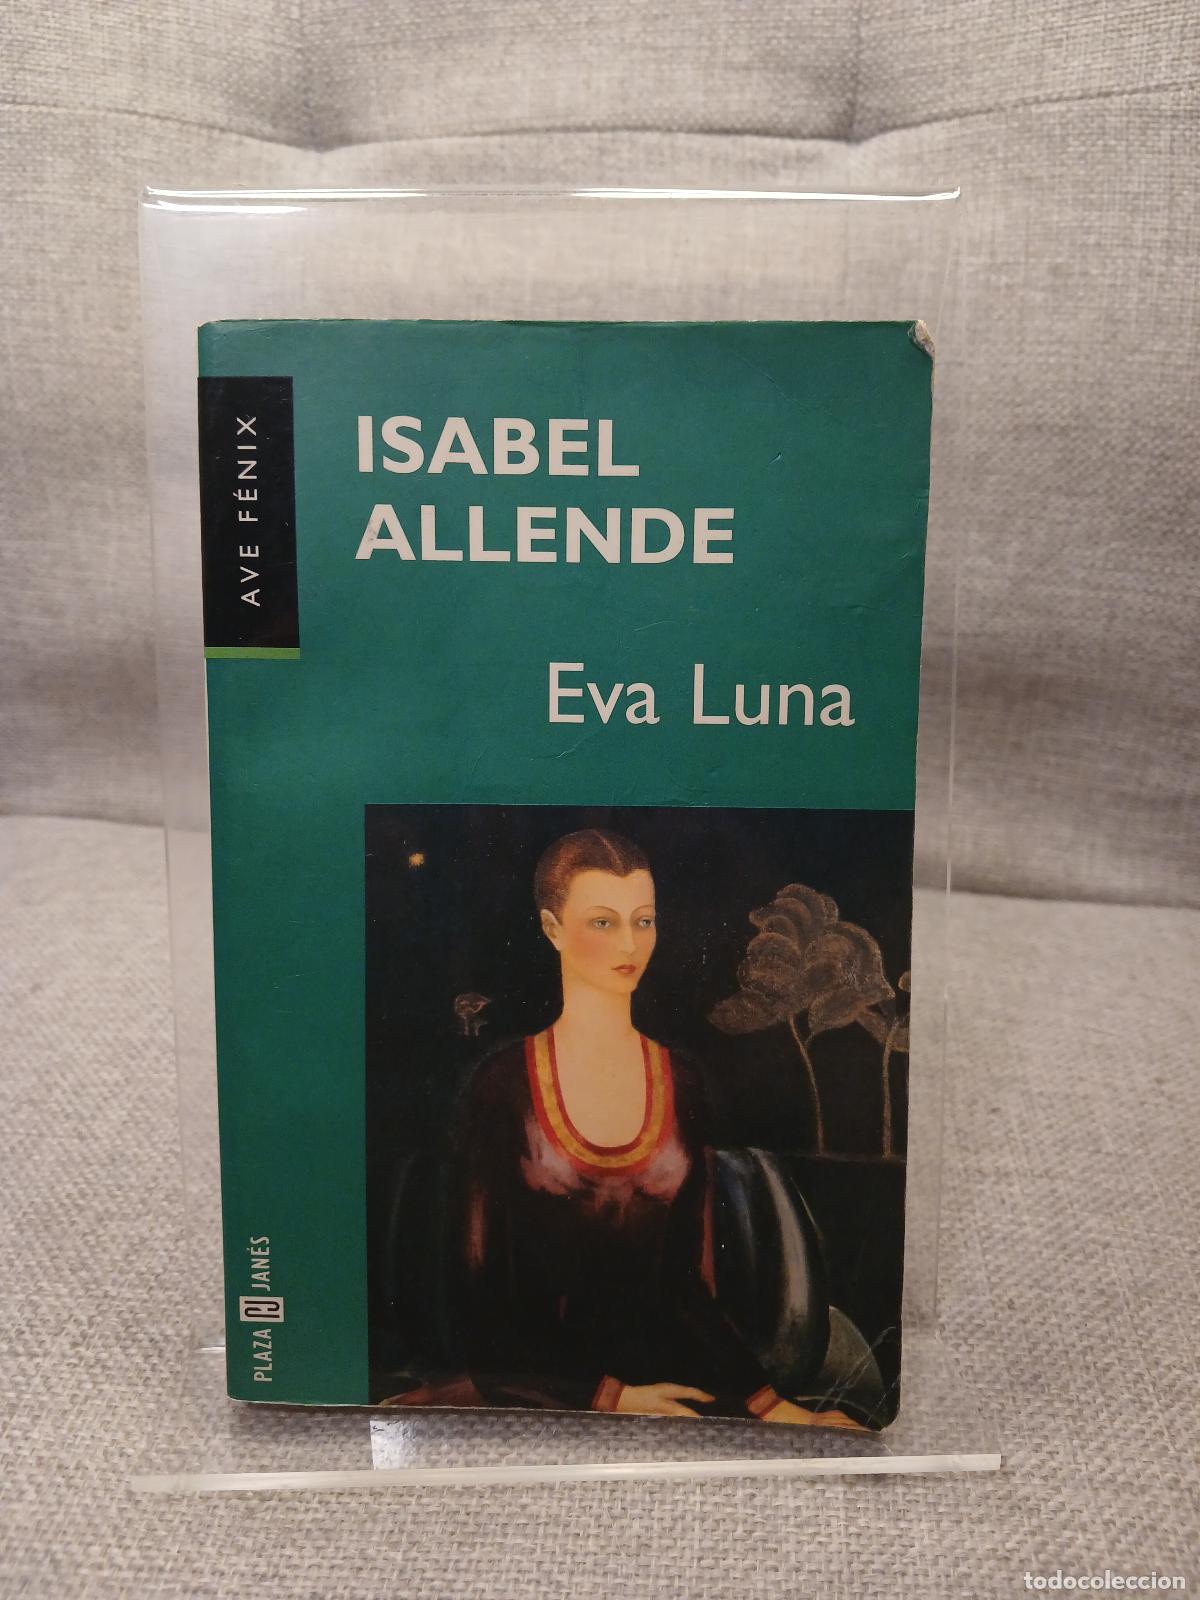 AVE FÉNIX
ISABEL
ALLENDE
Eva Luna
PLAZA JANÉS
todocoleccion